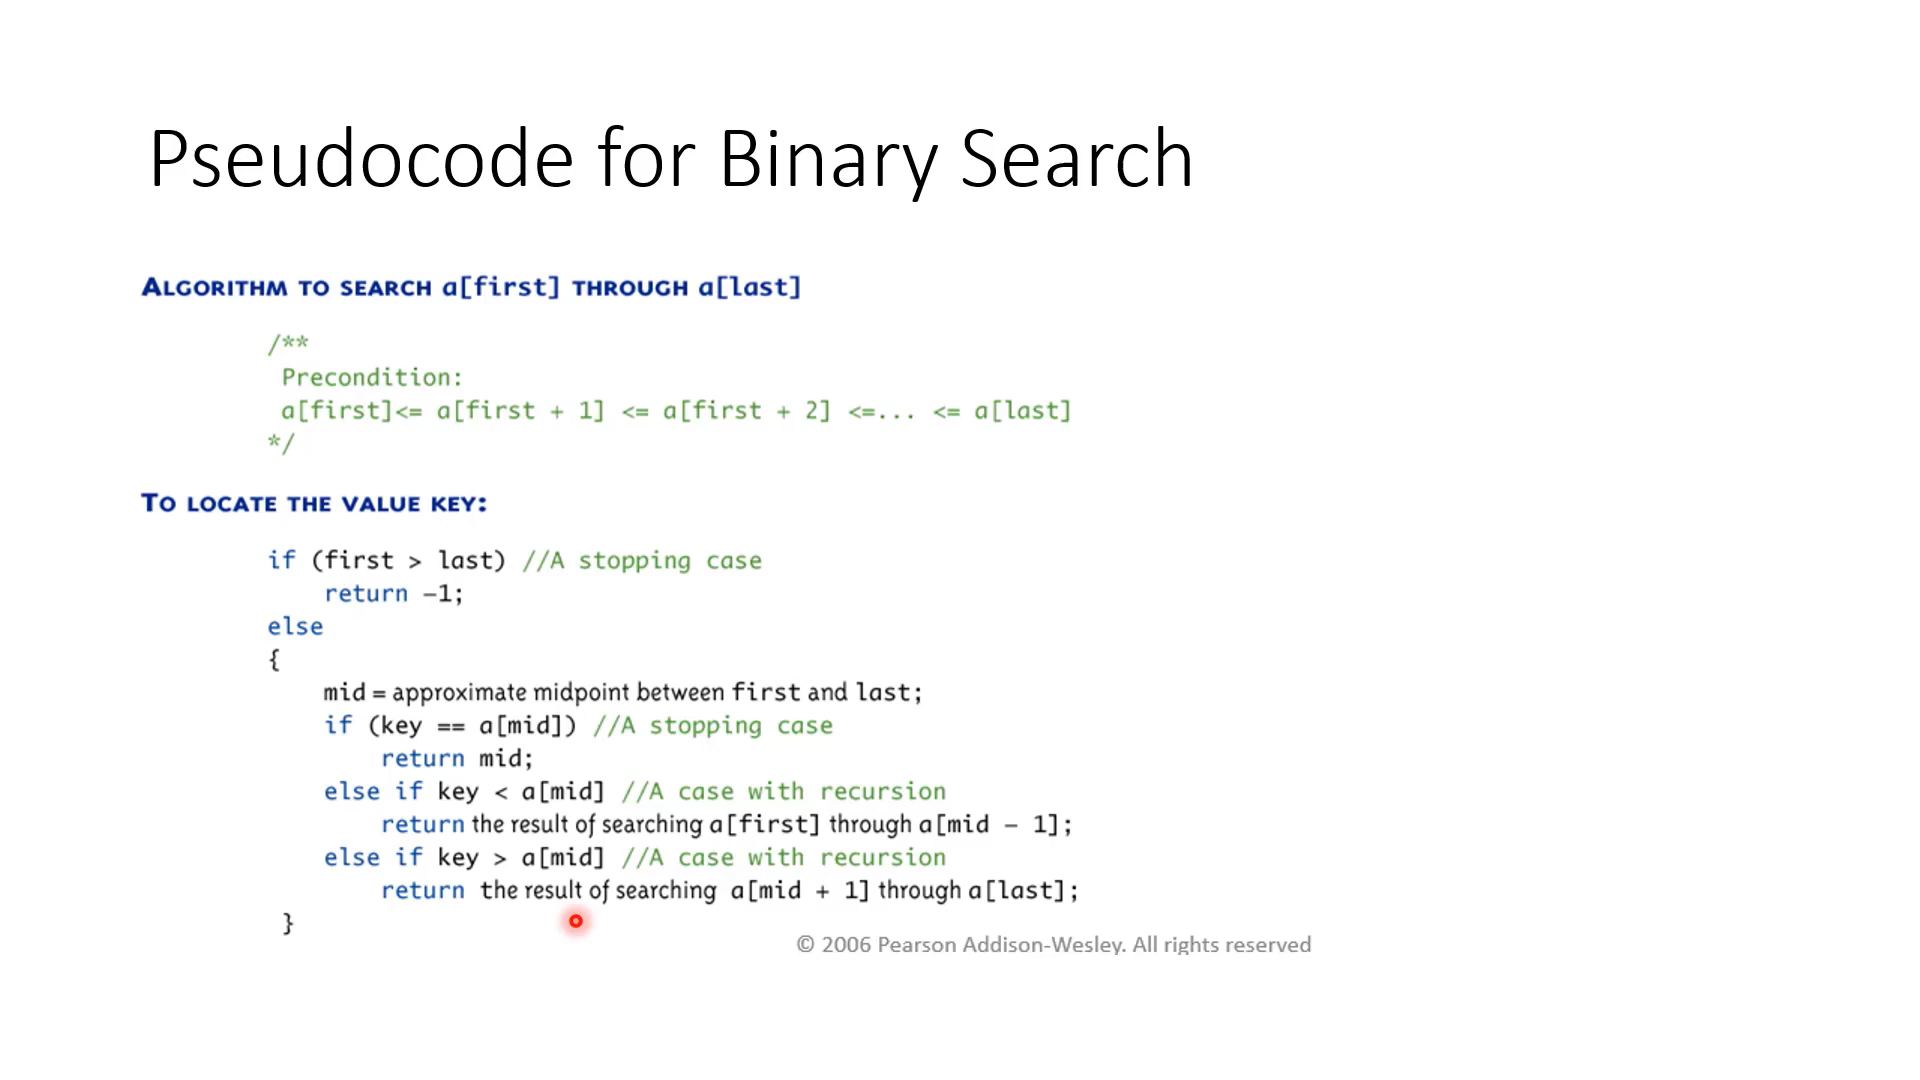 Pseudocode for Binary Search
ALGORITHM TO SEARCH a[first] THROUGH a[last]
/**
Precondition:
a[first]<= a[first + 1] <= a[first + 2] <=... <= a[last]
*/
TO LOCATE THE VALUE KEY:
if (first > last) //A stopping case
return –1;
else
{
mid = approximate midpoint between first and last;
if (key == a[mid]) //A stopping case
return mid;
else if key < a[mid] //A case with recursion
return the result of searching a[first] through a[mid – 1];
else if key > a[mid] //A case with recursion
return the result of searching a[mid + 1] through a[last];
}
© 2006 Pearson Addison-Wesley. All rights reserved